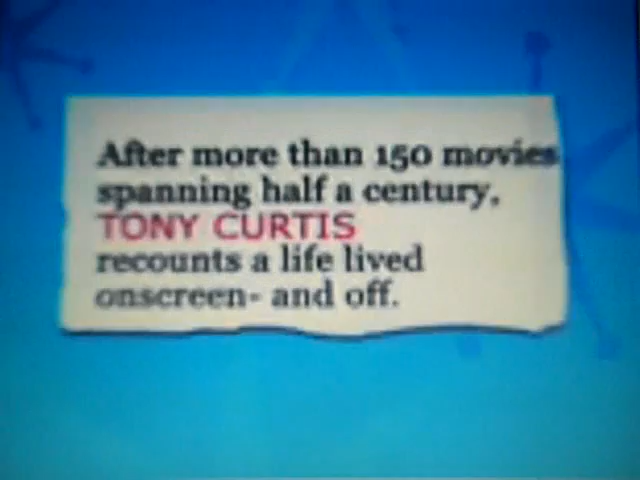 After more than 150 movies
spanning half a century,
TONY CURTIS
recounts a life lived
onscreen- and off.